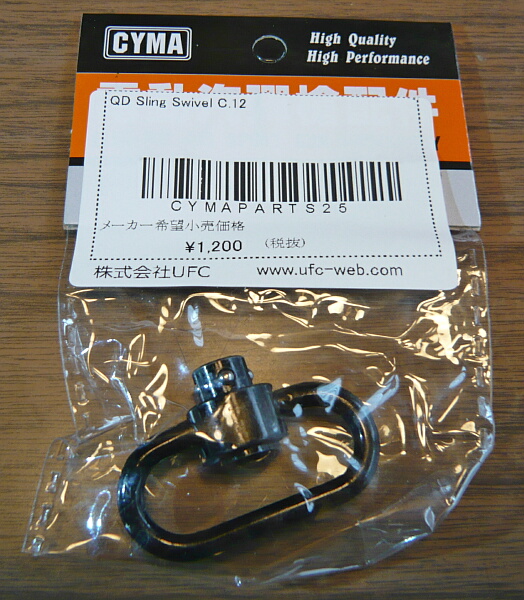 CYMA
High Quality
High Performance
QD Sling Swivel C.12
CYMAPARTS25
メーカー希望小売価格
¥1,200 (税抜)
株式会社UFC www.ufc-web.com